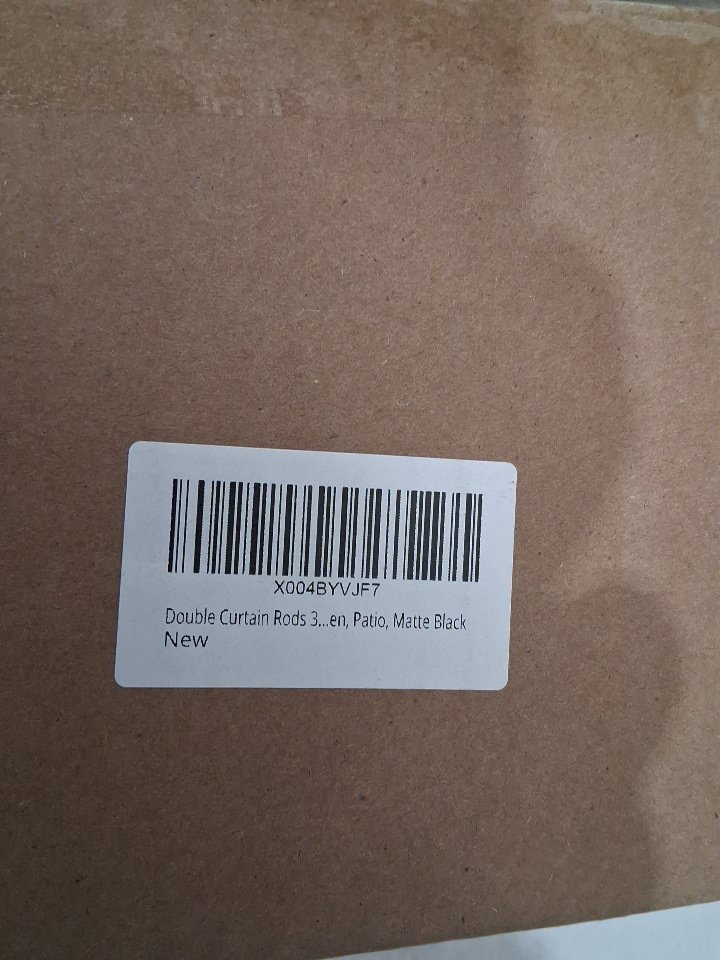 X004BYVJF7
Double Curtain Rods 3...en, Patio, Matte Black
New